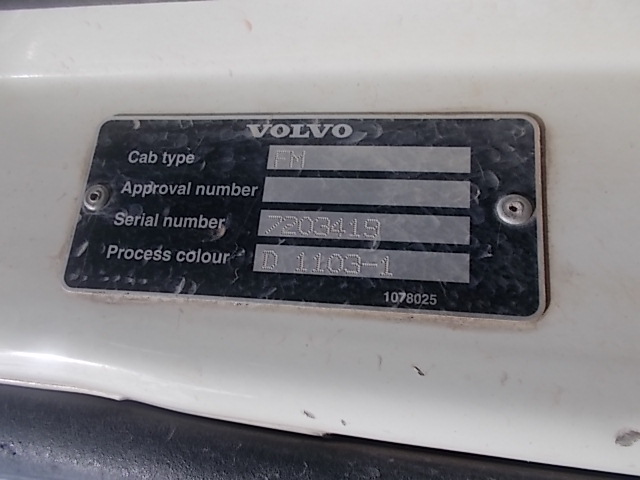 VOLVO
Cab type FM
Approval number
Serial number 7203419
Process colour D 1103-1
1078025